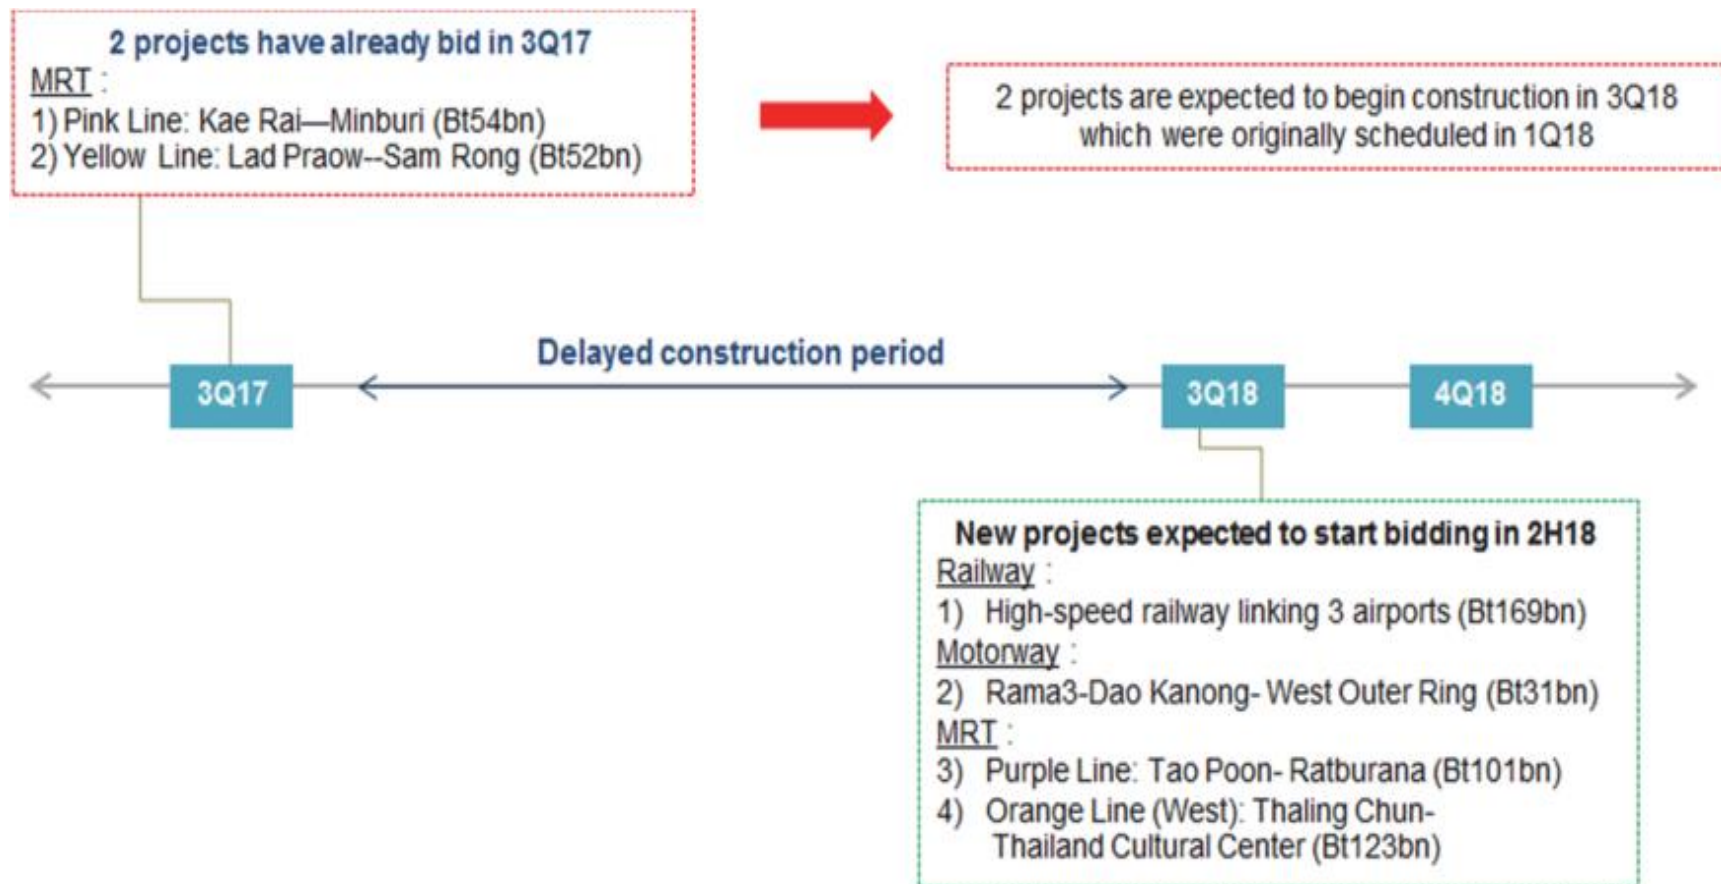 2 projects have already bid in 3Q17
MRT :
1) Pink Line: Kae Rai—Minburi (Bt54bn)
2) Yellow Line: Lad Praow--Sam Rong (Bt52bn)
2 projects are expected to begin construction in 3Q18
which were originally scheduled in 1Q18
Delayed construction period
3Q17
3Q18
4Q18
New projects expected to start bidding in 2H18
Railway :
1) High-speed railway linking 3 airports (Bt169bn)
Motorway :
2) Rama3-Dao Kanong- West Outer Ring (Bt31bn)
MRT :
3) Purple Line: Tao Poon- Ratburana (Bt101bn)
4) Orange Line (West): Thaling Chun-
Thailand Cultural Center (Bt123bn)